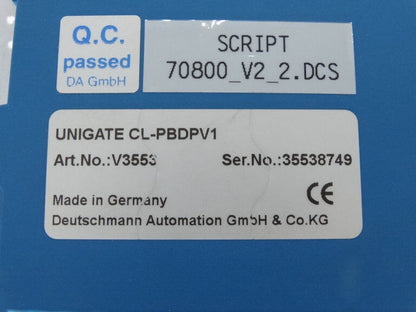 Q.C.
passed
DA GmbH
SCRIPT
70800_V2_2.DCS
UNIGATE CL-PBDPV1
Art.No.:V3553
Ser.No.:35538749
Made in Germany
CE
Deutschmann Automation GmbH & Co.KG